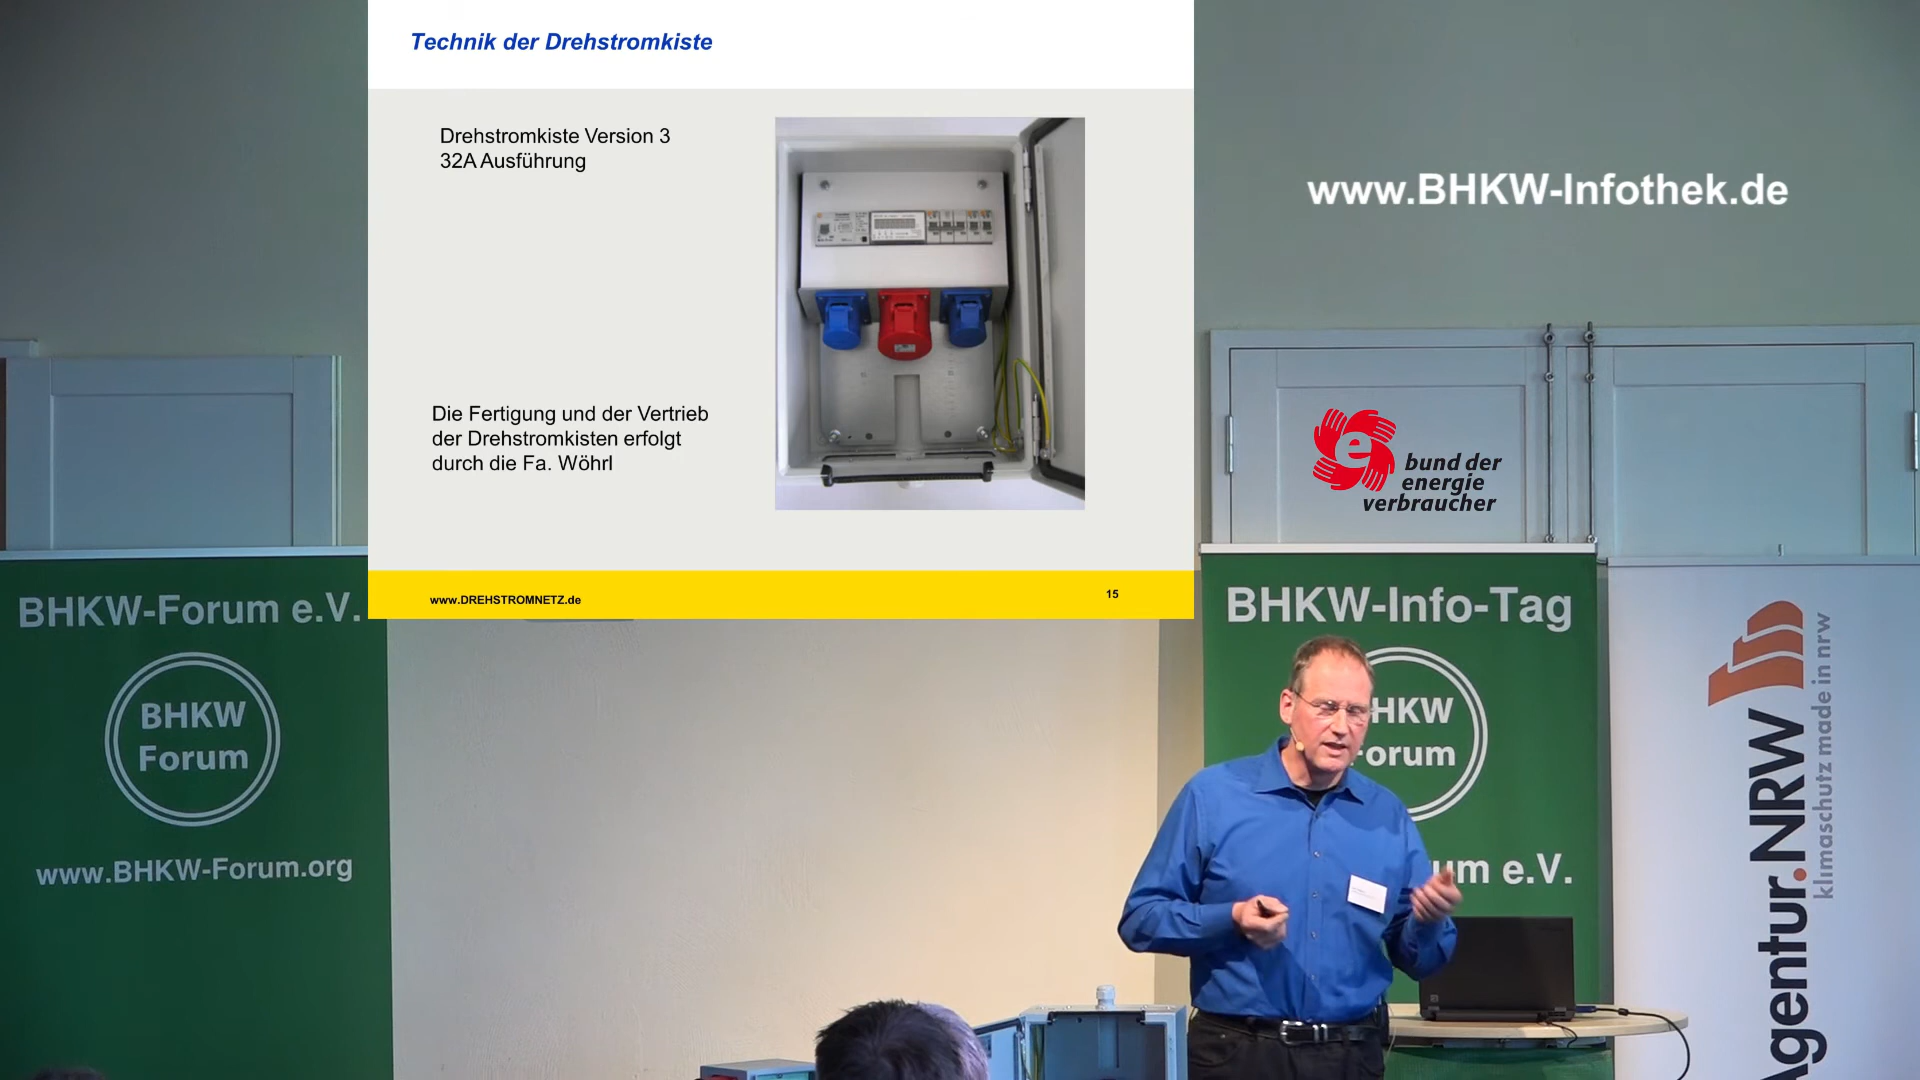 Technik der Drehstromkiste
Drehstromkiste Version 3
32A Ausführung
Die Fertigung und der Vertrieb
der Drehstromkisten erfolgt
durch die Fa. Wöhrl
www.DREHSTROMNETZ.de
15
www.BHKW-Infothek.de
e
bund der
energie
verbraucher
BHKW-Forum e.V.
BHKW
Forum
www.BHKW-Forum.org
BHKW-Info-Tag
HKW
Forum
um e.V.
Agentur.NRW
klimaschutz made in nrw